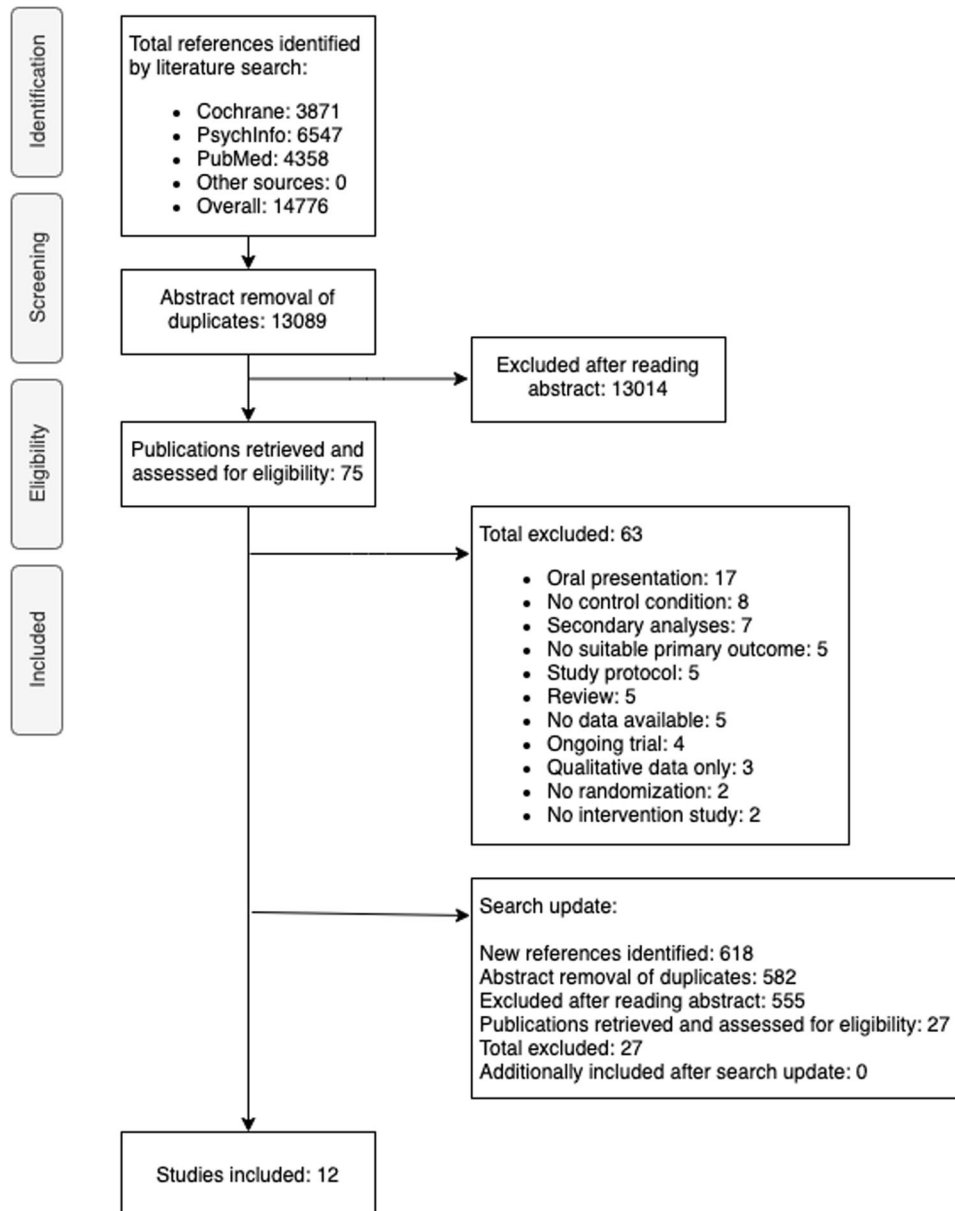 Identification
Total references identified
by literature search:
• Cochrane: 3871
• PsychInfo: 6547
• PubMed: 4358
• Other sources: 0
• Overall: 14776
Screening
Abstract removal of
duplicates: 13089
Excluded after reading
abstract: 13014
Eligibility
Publications retrieved and
assessed for eligibility: 75
Total excluded: 63
• Oral presentation: 17
• No control condition: 8
• Secondary analyses: 7
• No suitable primary outcome: 5
• Study protocol: 5
• Review: 5
• No data available: 5
• Ongoing trial: 4
• Qualitative data only: 3
• No randomization: 2
• No intervention study: 2
Included
Search update:
New references identified: 618
Abstract removal of duplicates: 582
Excluded after reading abstract: 555
Publications retrieved and assessed for eligibility: 27
Total excluded: 27
Additionally included after search update: 0
Studies included: 12